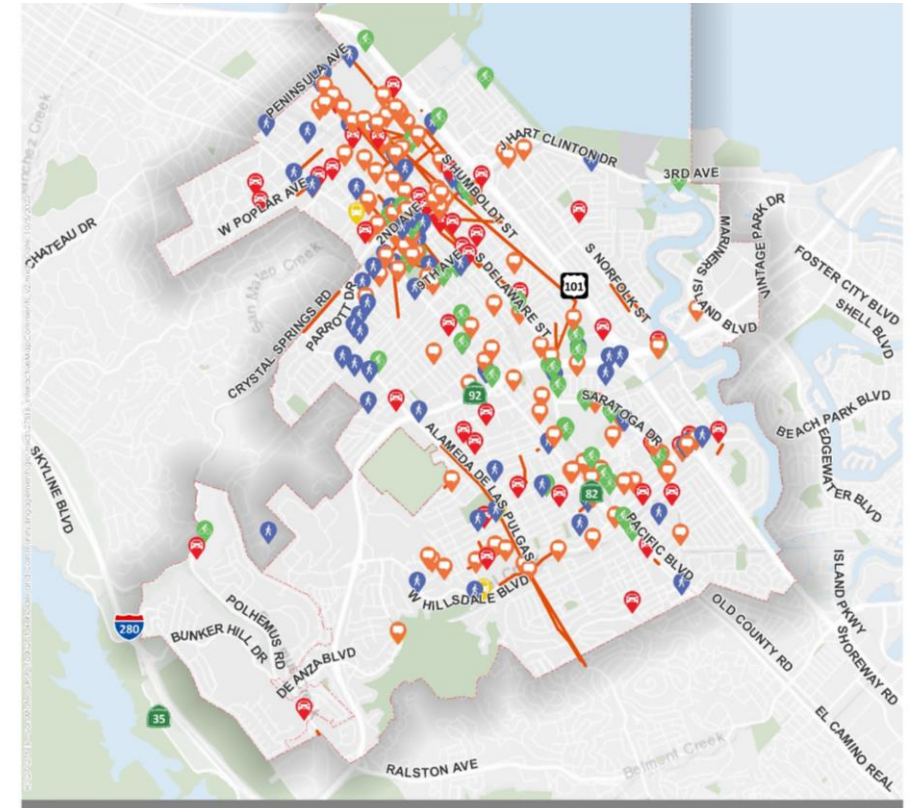 PENINSULA AVE
J HART CLINTON DR
3RD AVE
S HUMBOLDT ST
W POPLAR AVE
2ND AVE
CHATEAU DR
San Mateo Creek
MARINERS ISLAND BLVD
VINTAGE PARK DR
FOSTER CITY BLVD
SHELL BLVD
9TH AVE
S DELAWARE ST
S NORFOLK ST
101
CRYSTAL SPRINGS RD
PARROTT DR
92
SARATOGA DR
BEACH PARK BLVD
EDGEWATER BLVD
ALAMEDA DE LAS PULGAS
SKYLINE BLVD
82
PACIFIC BLVD
W HILLSDALE BLVD
ISLAND PKWY
SHOREWAY RD
OLD COUNTY RD
POLHEMUS RD
BUNKER HILL DR
DE ANZA BLVD
280
35
EL CAMINO REAL
RALSTON AVE
Belmont Creek